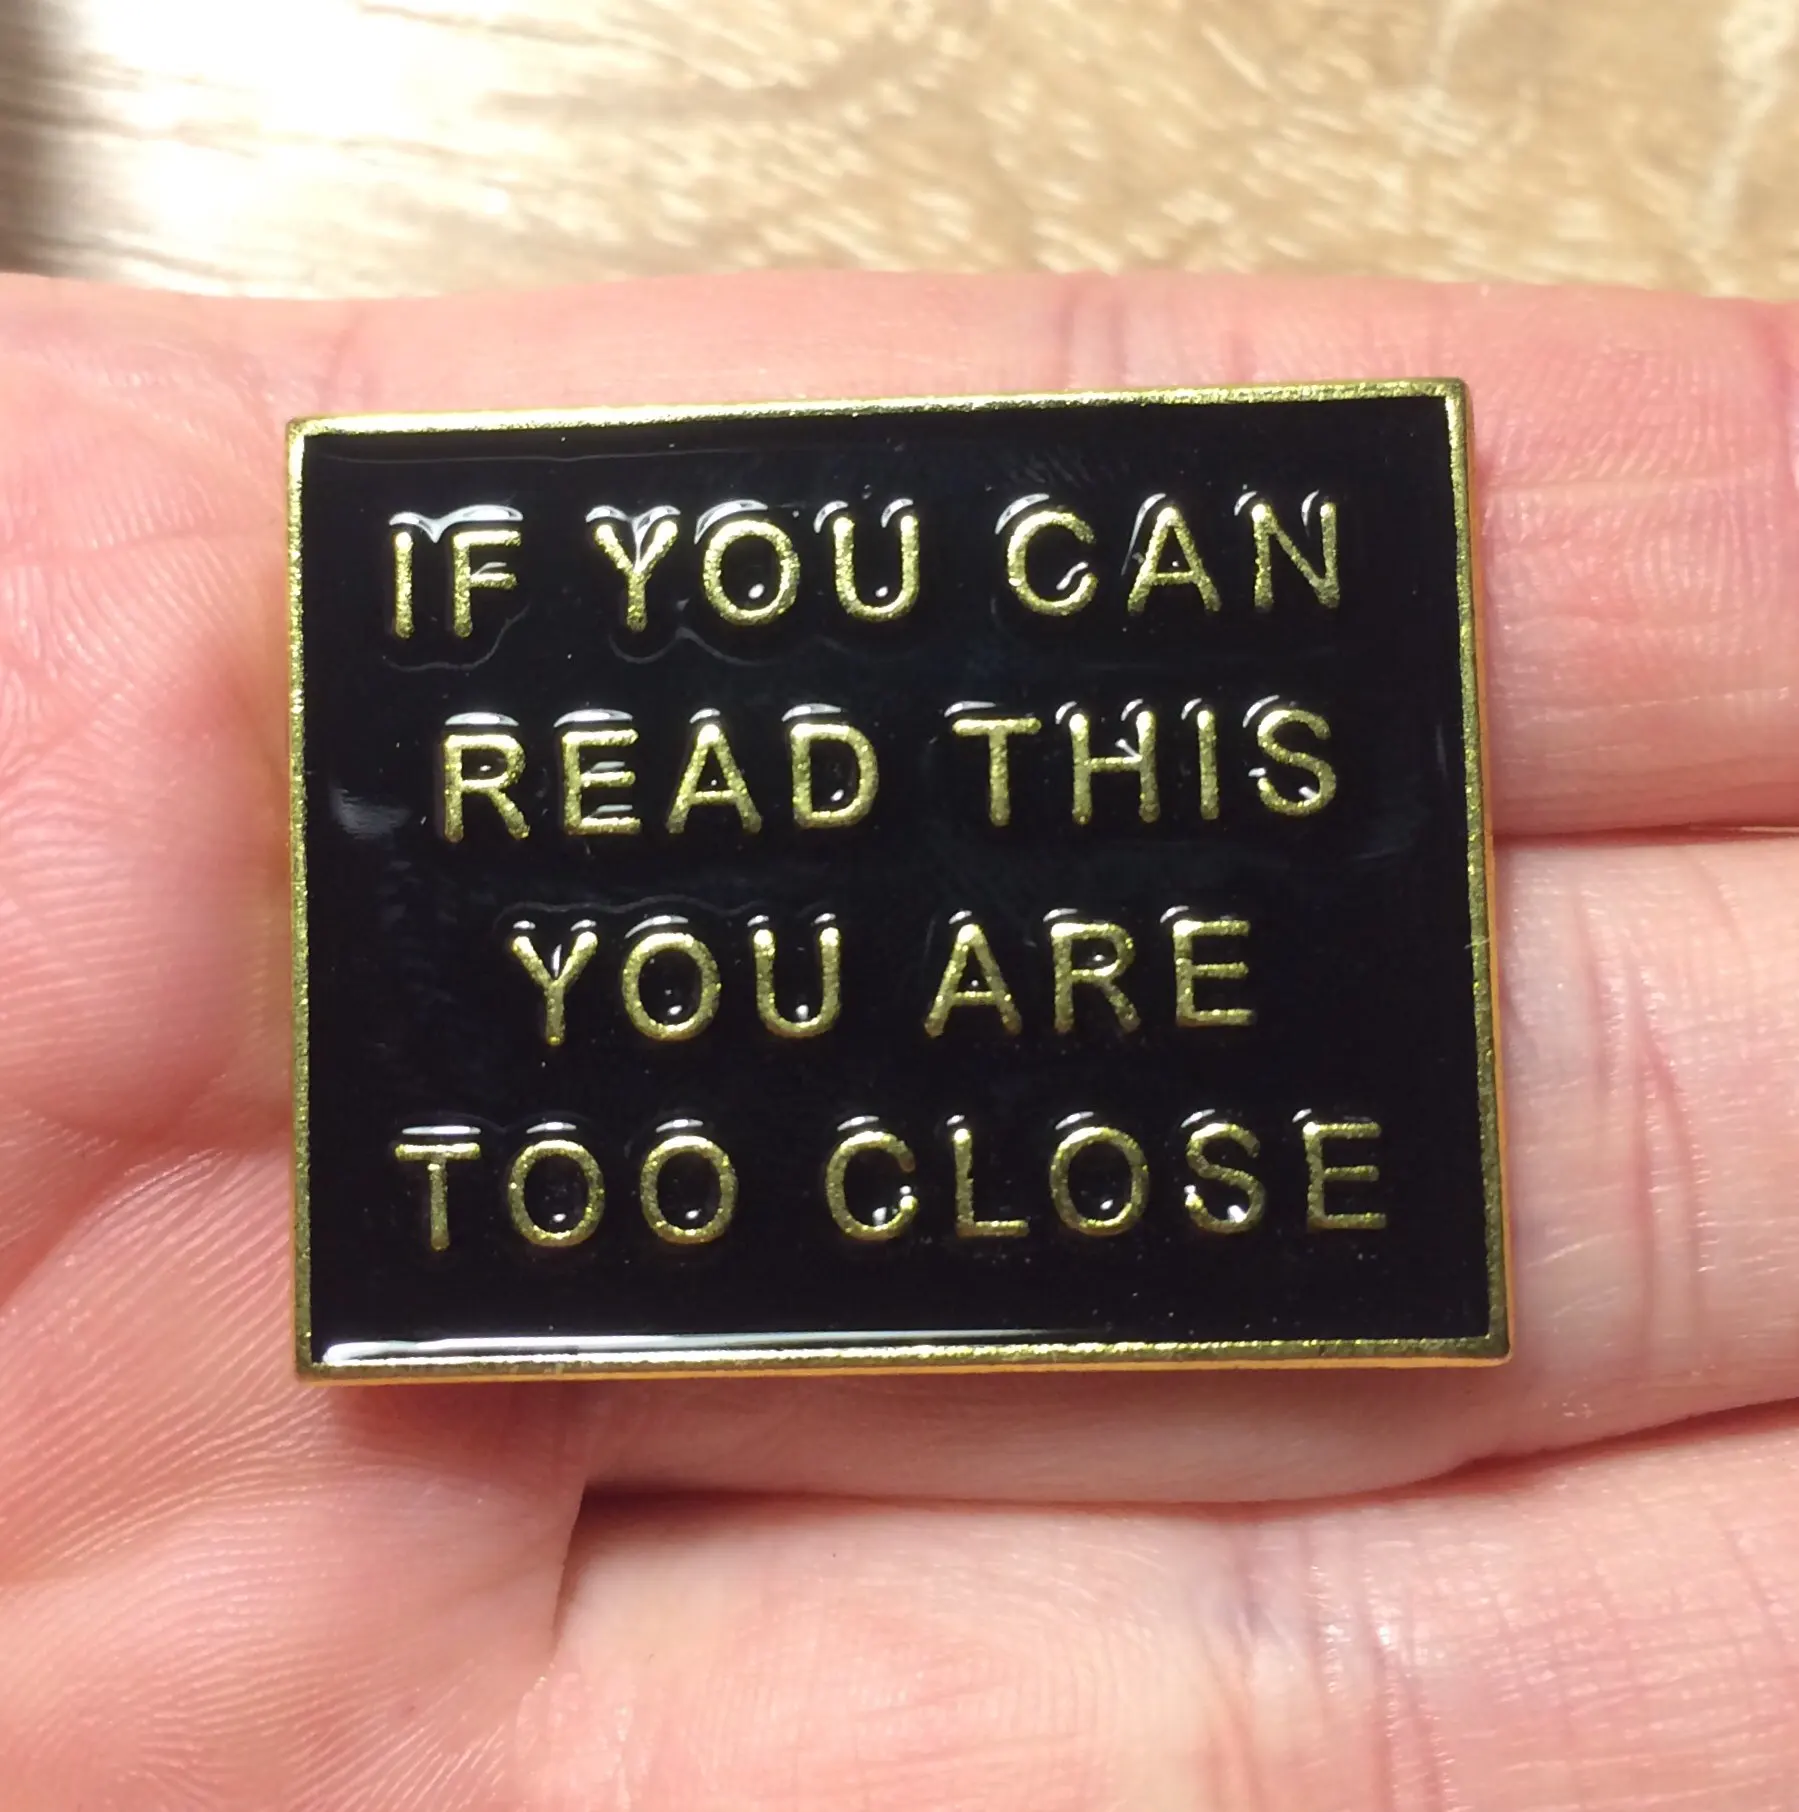 IF YOU CAN
READ THIS
YOU ARE
TOO CLOSE